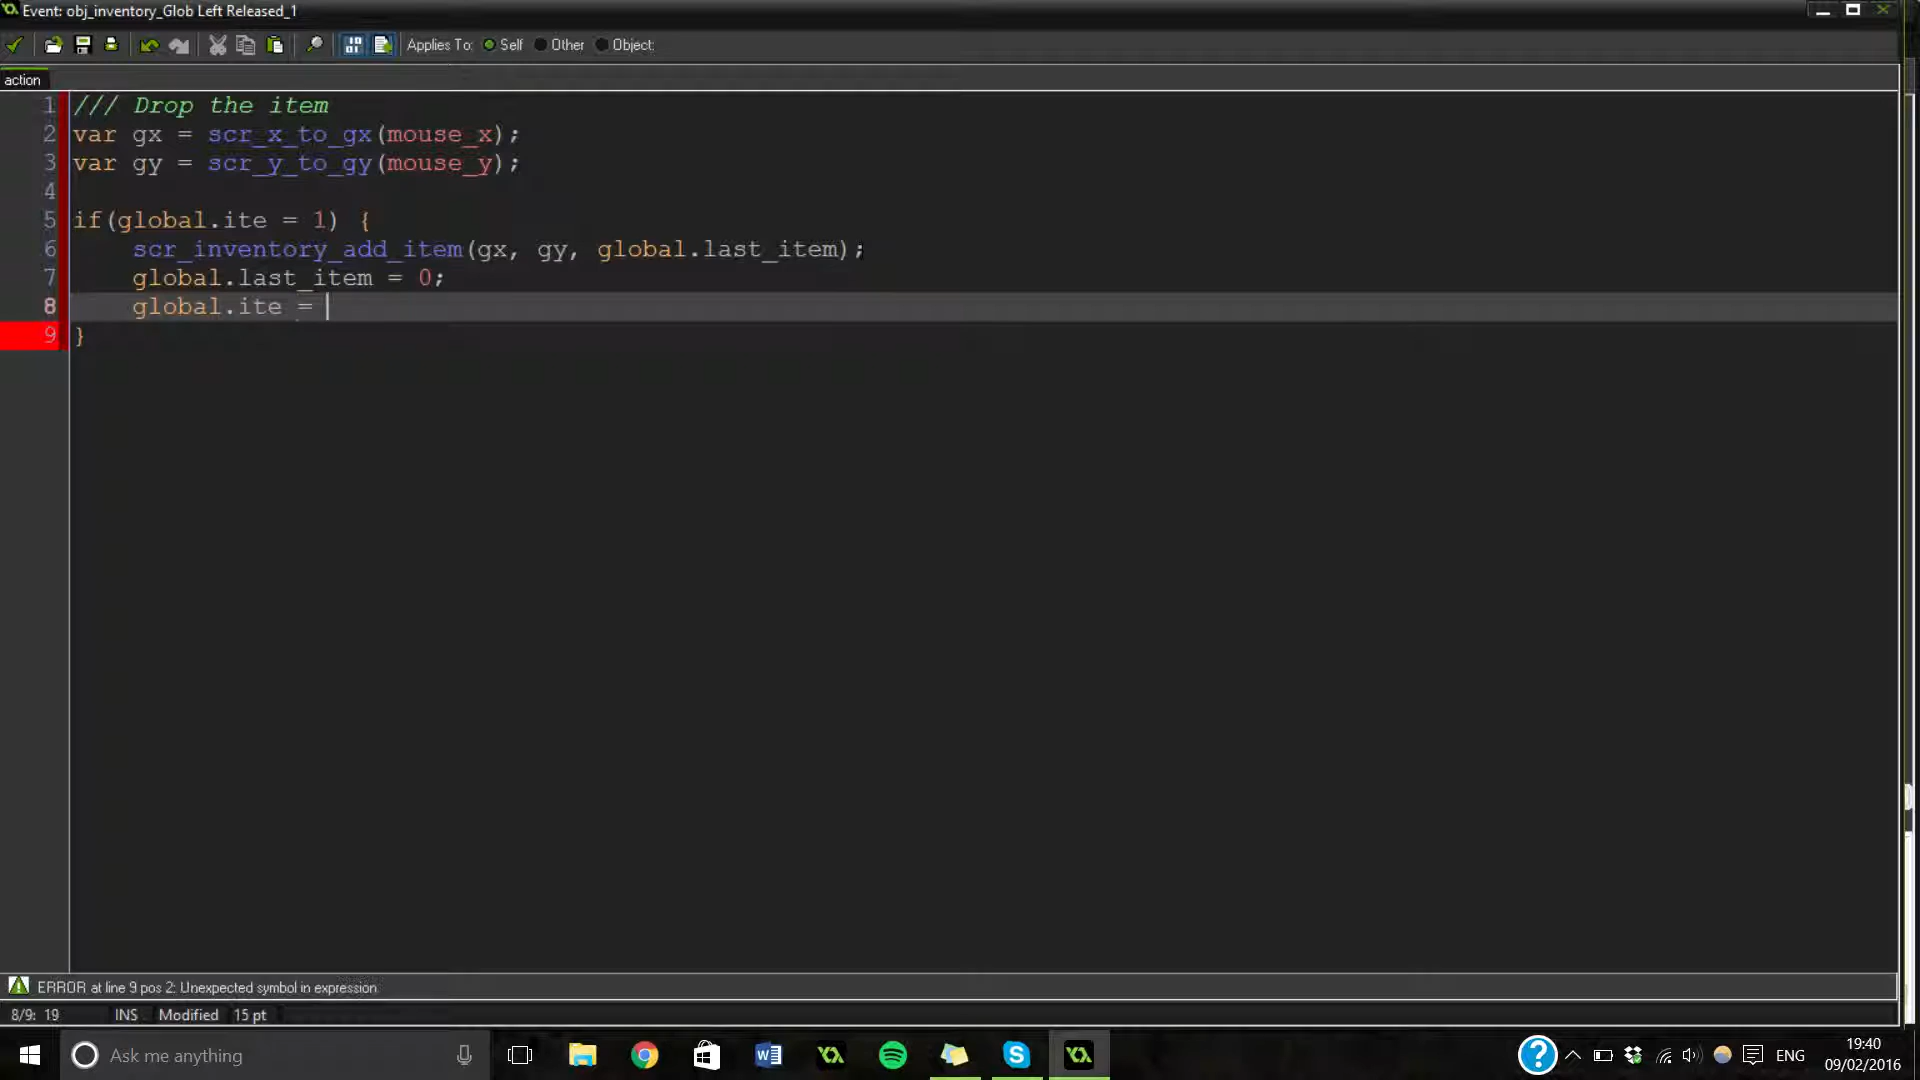 Event: obj_inventory_Glob Left Released_1
Applies To: Self Other Object:
action
1 /// Drop the item
2 var gx = scr_x_to_gx(mouse_x);
3 var gy = scr_y_to_gy(mouse_y);
4
5 if(global.ite = 1) {
6 scr_inventory_add_item(gx, gy, global.last_item);
7 global.last_item = 0;
8 global.ite =
9 }
ERROR at line 9 pos 2: Unexpected symbol in expression
8/9: 19 INS Modified 15 pt
Ask me anything
ENG
19:40
09/02/2016